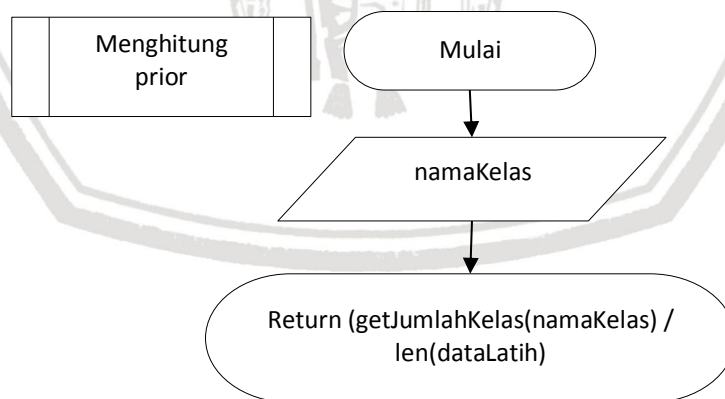 Menghitung
prior
Mulai
namaKelas
Return (getJumlahKelas(namaKelas) /
len(dataLatih)